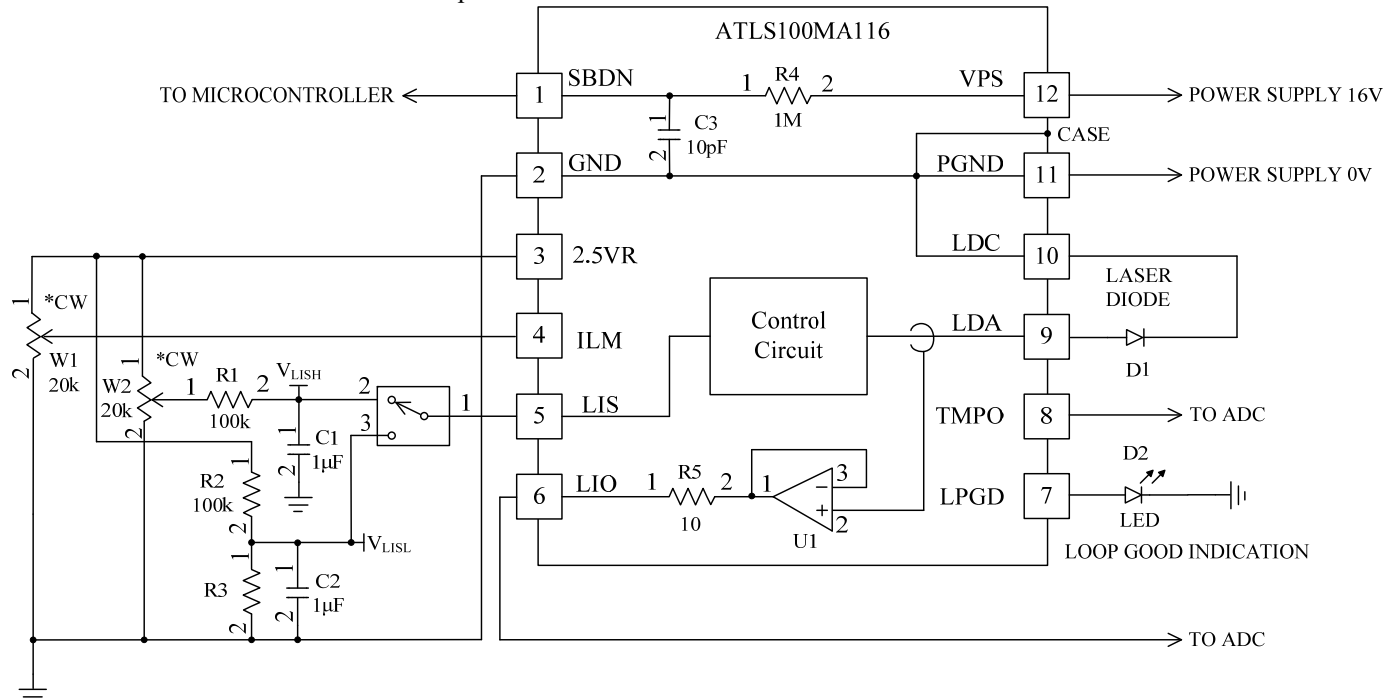 ATLS100MA116
TO MICROCONTROLLER
1
SBDN
1
R4
2
1M
VPS
12
POWER SUPPLY 16V
1
C3
10pF
2
CASE
2
GND
PGND
11
POWER SUPPLY 0V
3
2.5VR
LDC
10
LASER
DIODE
1
*CW
W1
20k
2
4
ILM
Control
Circuit
LDA
9
D1
1
*CW
W2
20k
2
1
R1
2
100k
VLISH
2
3
1
5
LIS
TMPO
8
TO ADC
1
C1
1μF
2
1
R2
100k
2
6
LIO
1
R5
2
10
1
3
2
U1
LPGD
7
D2
LED
LOOP GOOD INDICATION
VLISL
1
R3
2
1
C2
1μF
2
TO ADC